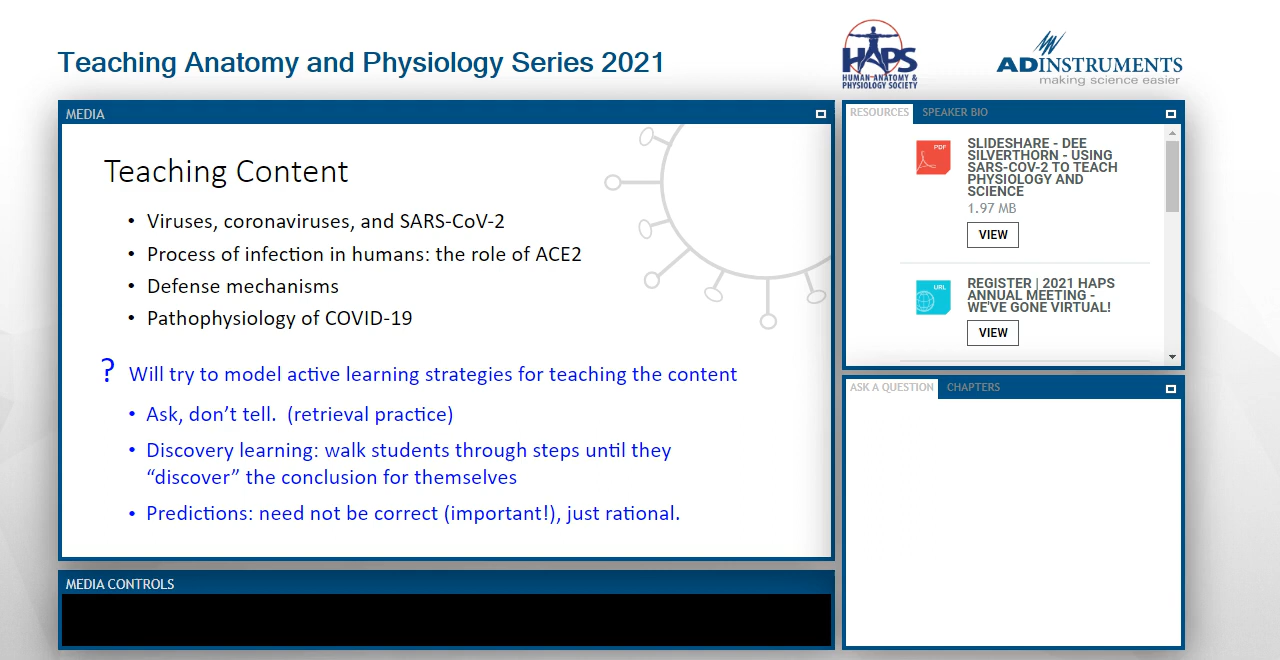 Teaching Anatomy and Physiology Series 2021
HAPS
HUMAN ANATOMY &
PHYSIOLOGY SOCIETY
ADINSTRUMENTS
making science easier
MEDIA
Teaching Content
• Viruses, coronaviruses, and SARS-CoV-2
• Process of infection in humans: the role of ACE2
• Defense mechanisms
• Pathophysiology of COVID-19
? Will try to model active learning strategies for teaching the content
• Ask, don’t tell. (retrieval practice)
• Discovery learning: walk students through steps until they
“discover” the conclusion for themselves
• Predictions: need not be correct (important!), just rational.
MEDIA CONTROLS
RESOURCES
SPEAKER BIO
PDF
SLIDESHARE - DEE
SILVERTHORN - USING
SARS-COV-2 TO TEACH
PHYSIOLOGY AND
SCIENCE
1.97 MB
VIEW
URL
REGISTER | 2021 HAPS
ANNUAL MEETING -
WE'VE GONE VIRTUAL!
VIEW
ASK A QUESTION
CHAPTERS